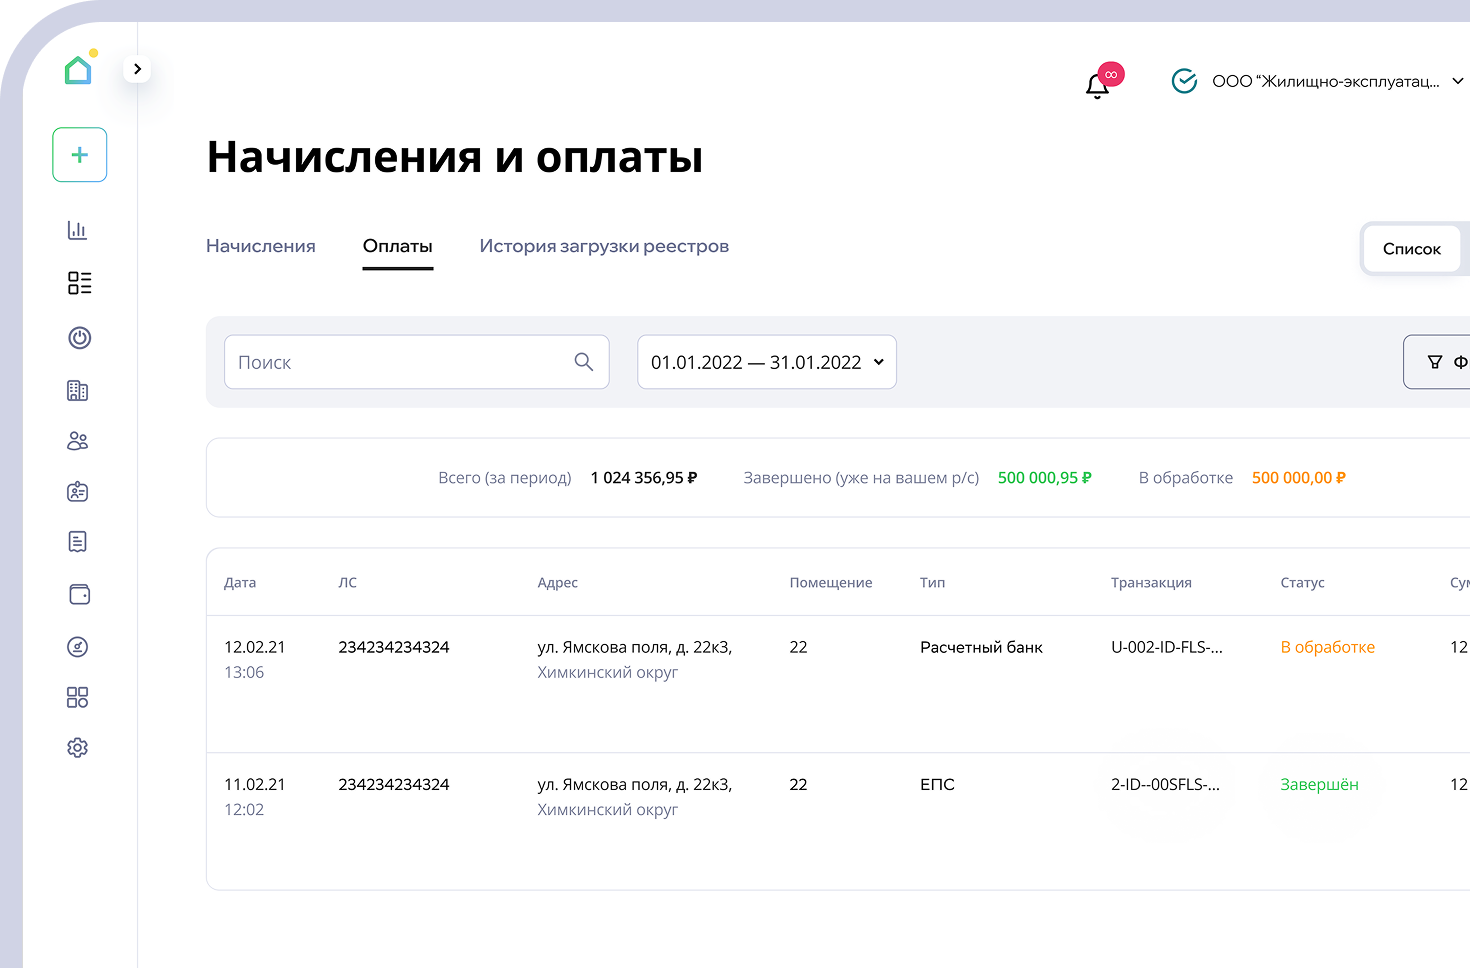 ∞
ООО “Жилищно-эксплуатац...
Начисления и оплаты
Начисления Оплаты История загрузки реестров
Список
Поиск
01.01.2022 — 31.01.2022
Ф
Всего (за период) 1 024 356,95 ₽ Завершено (уже на вашем р/с) 500 000,95 ₽ В обработке 500 000,00 ₽
Дата ЛС Адрес Помещение Тип Транзакция Статус Сум
12.02.21 234234234324 ул. Ямскова поля, д. 22к3, 22 Расчетный банк U-002-ID-FLS-... В обработке 12
13:06 Химкинский округ
11.02.21 234234234324 ул. Ямскова поля, д. 22к3, 22 ЕПС 2-ID--00SFLS-... Завершён 12
12:02 Химкинский округ